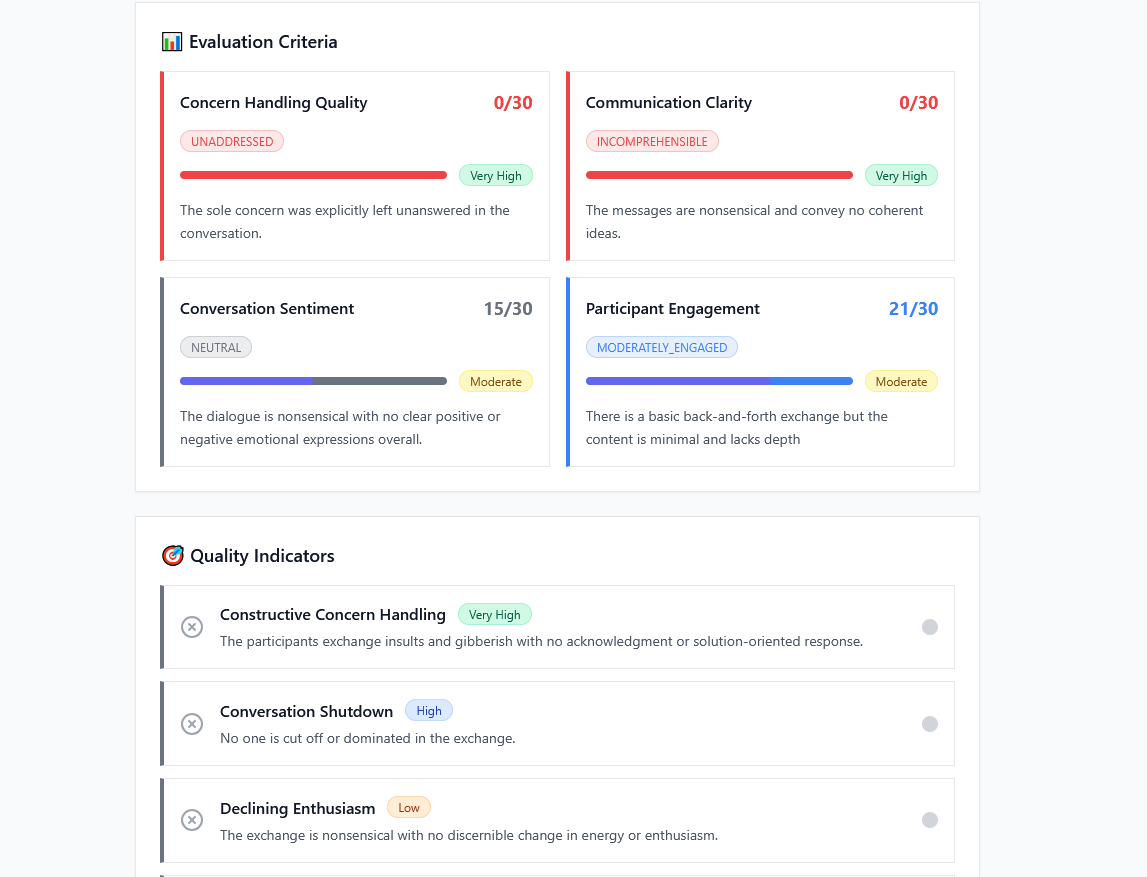 Evaluation Criteria
Concern Handling Quality
0/30
UNADDRESSED
Very High
The sole concern was explicitly left unanswered in the
conversation.
Communication Clarity
0/30
INCOMPREHENSIBLE
Very High
The messages are nonsensical and convey no coherent
ideas.
Conversation Sentiment
15/30
NEUTRAL
Moderate
The dialogue is nonsensical with no clear positive or
negative emotional expressions overall.
Participant Engagement
21/30
MODERATELY_ENGAGED
Moderate
There is a basic back-and-forth exchange but the
content is minimal and lacks depth
Quality Indicators
Constructive Concern Handling
Very High
The participants exchange insults and gibberish with no acknowledgment or solution-oriented response.
Conversation Shutdown
High
No one is cut off or dominated in the exchange.
Declining Enthusiasm
Low
The exchange is nonsensical with no discernible change in energy or enthusiasm.